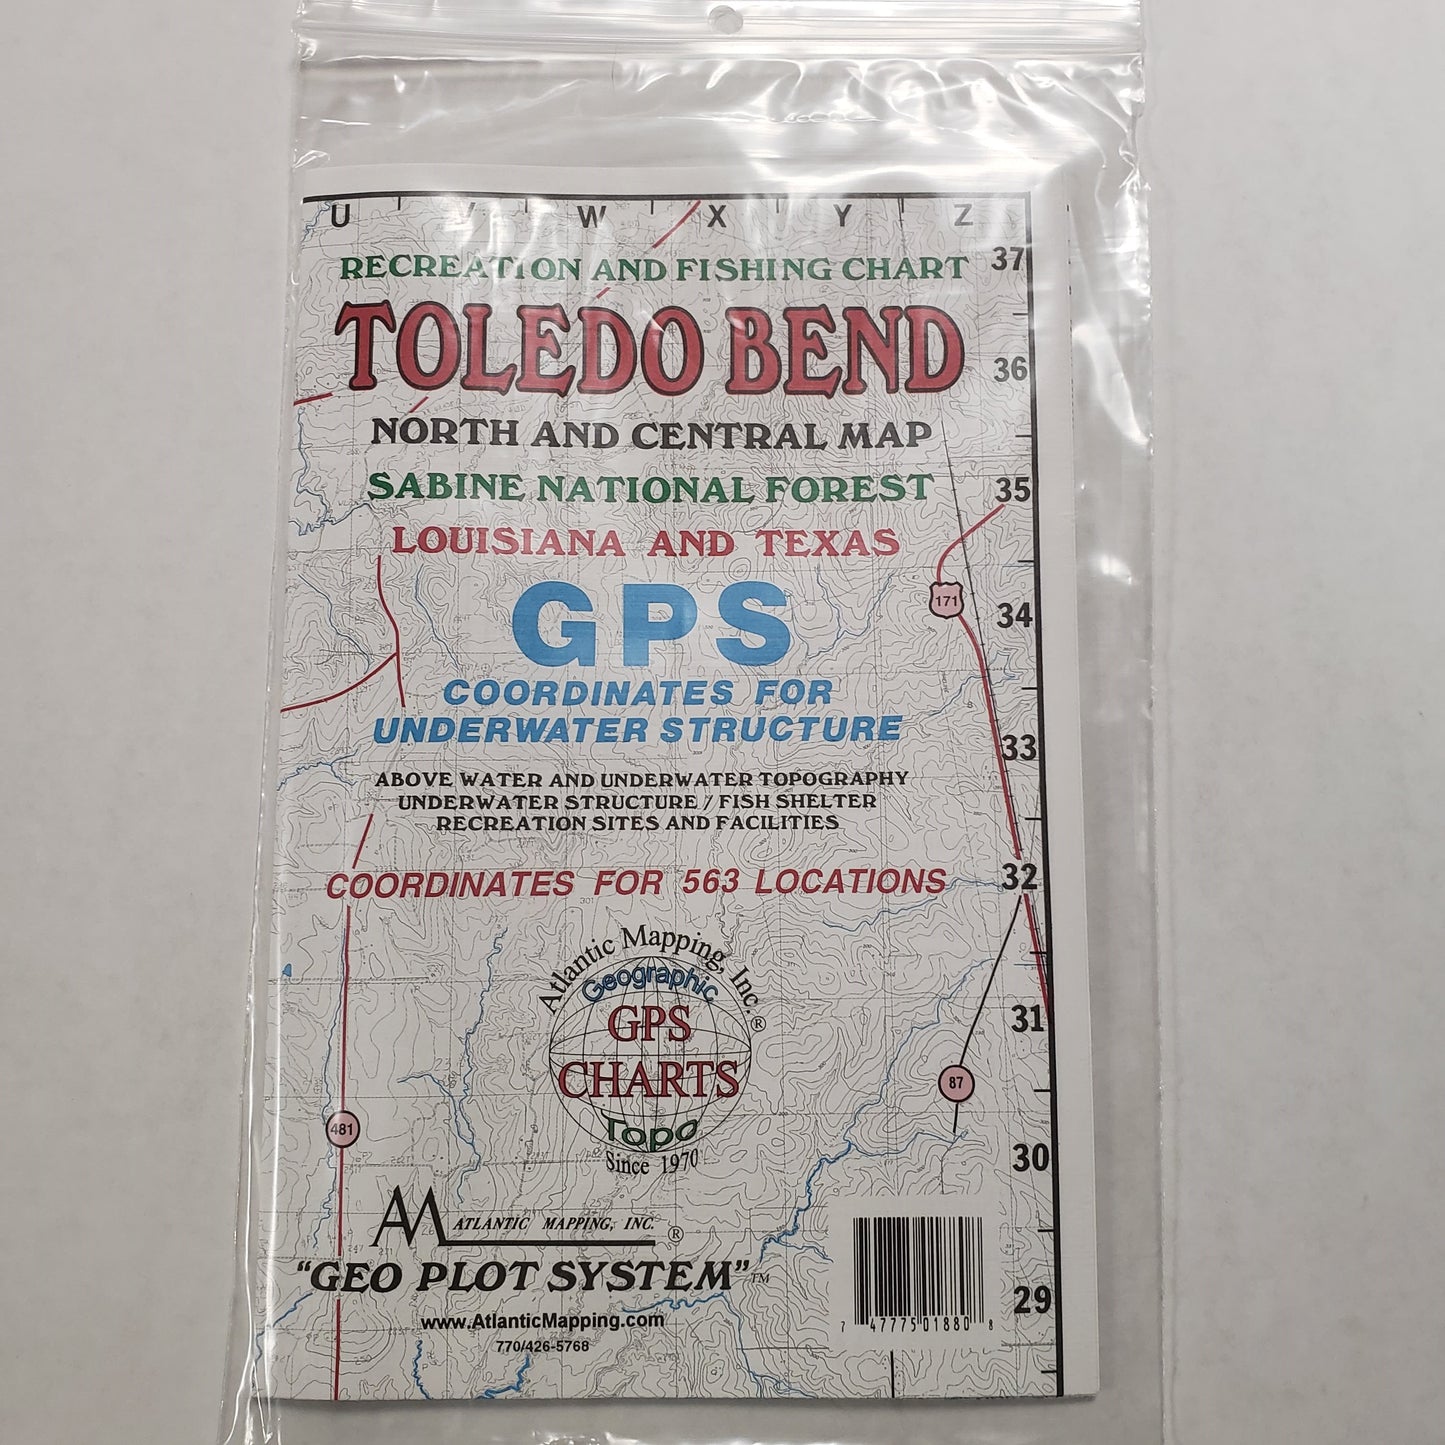 U V W X Y Z
37
RECREATION AND FISHING CHART
TOLEDO BEND
36
NORTH AND CENTRAL MAP
SABINE NATIONAL FOREST
35
LOUISIANA AND TEXAS
GPS
171
34
COORDINATES FOR
UNDERWATER STRUCTURE
33
ABOVE WATER AND UNDERWATER TOPOGRAPHY
UNDERWATER STRUCTURE / FISH SHELTER
RECREATION SITES AND FACILITIES
COORDINATES FOR 563 LOCATIONS
32
Atlantic Mapping, Inc.®
Geographic
GPS
CHARTS
Topo
Since 1970
31
87
481
30
AM ATLANTIC MAPPING, INC. ®
"GEO PLOT SYSTEM"TM
www.AtlanticMapping.com
770/426-5768
7 47775 01880 8
29